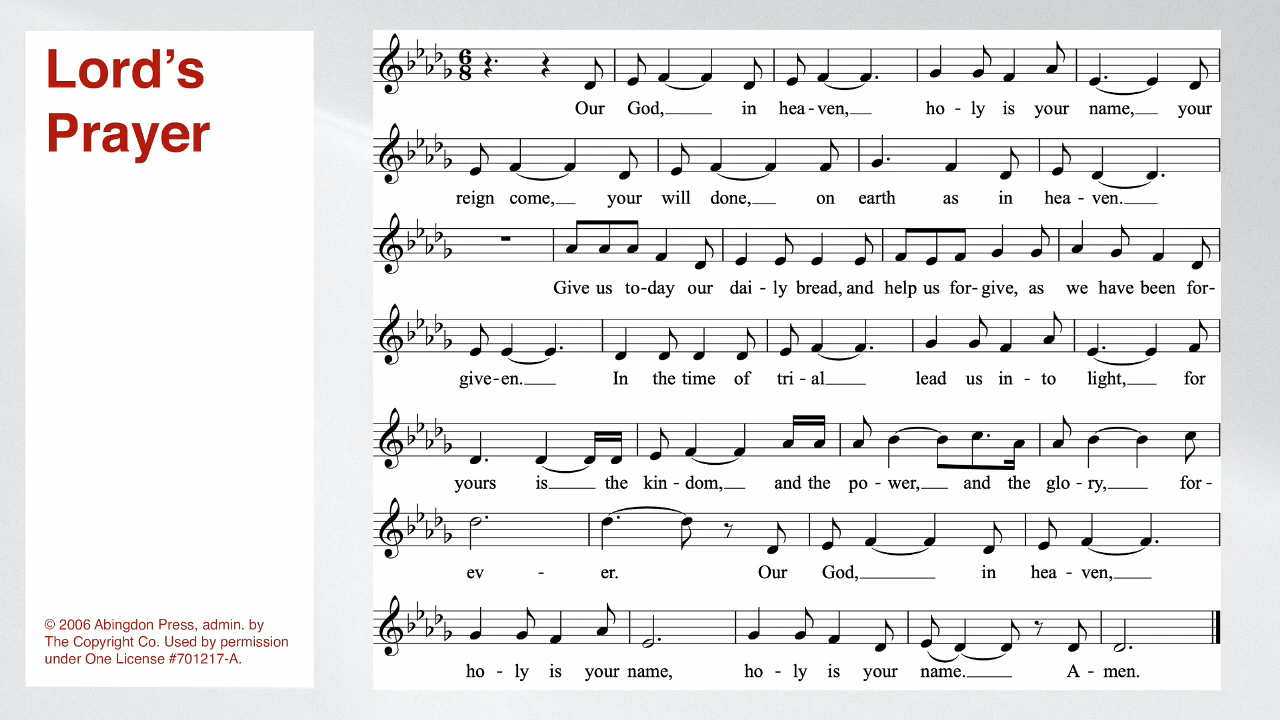 Lord’s
Prayer
6
8
Our God, in hea - ven, ho - ly is your name, your
reign come, your will done, on earth as in hea - ven.
Give us to-day our dai - ly bread, and help us for- give, as we have been for-
give-en. In the time of tri - al lead us in - to light, for
yours is the kin - dom, and the po - wer, and the glo - ry, for -
ev - er. Our God, in hea - ven,
ho - ly is your name, ho - ly is your name. A - men.
© 2006 Abingdon Press, admin. by
The Copyright Co. Used by permission
under One License #701217-A.